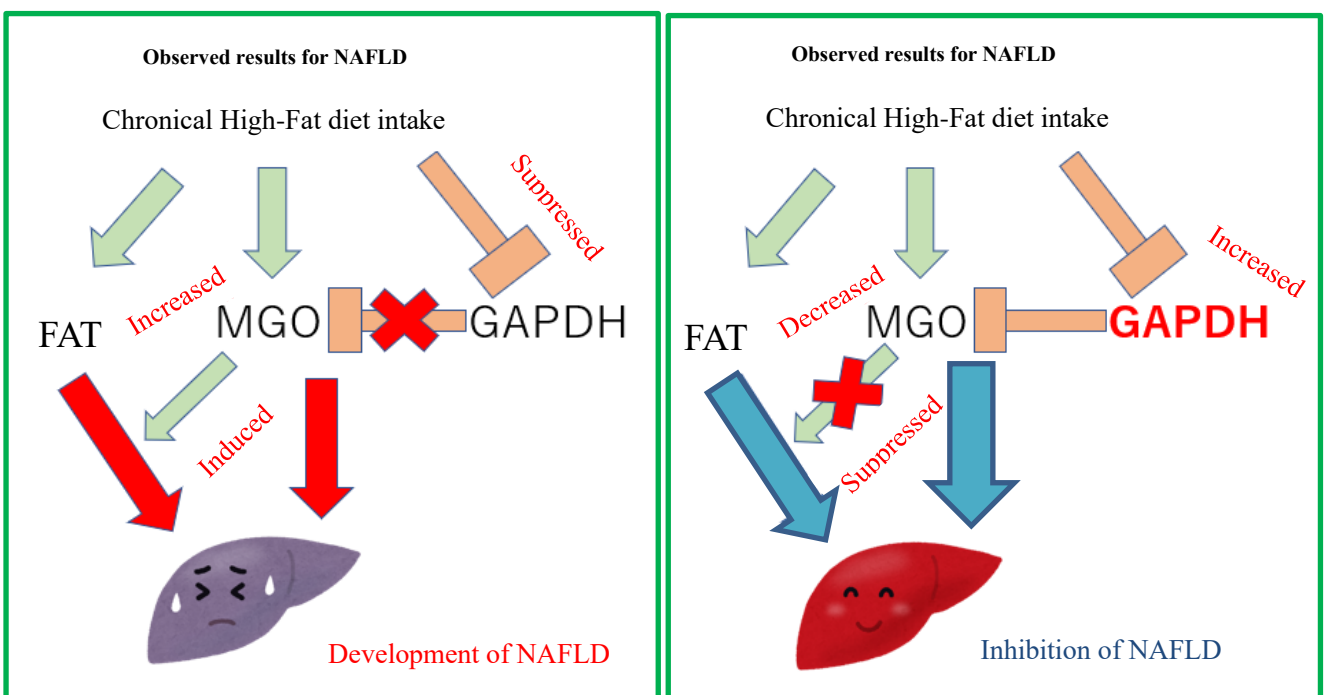 Observed results for NAFLD
Chronical High-Fat diet intake
Suppressed
Increased
FAT
MGO
GAPDH
Induced
Development of NAFLD
Observed results for NAFLD
Chronical High-Fat diet intake
Increased
Decreased
FAT
MGO
GAPDH
Suppressed
Inhibition of NAFLD